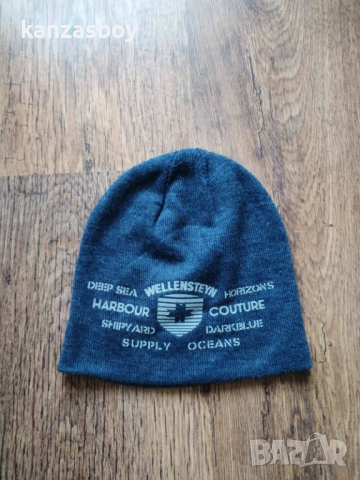 kanzasboy
WELLENSTEYN
DEEP SEA HORIZONS
HARBOUR COUTURE
SHIPYARD DARKBLUE
SUPPLY OCEANS
BAZAR